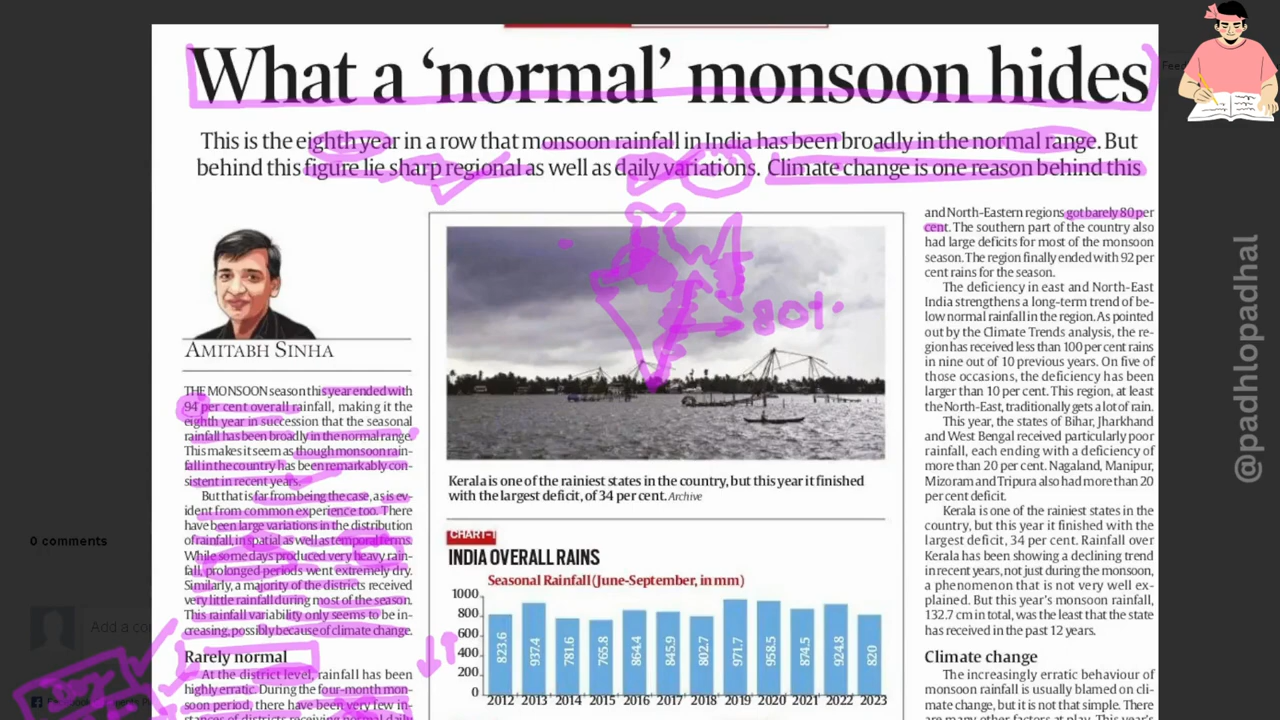 What a ‘normal’ monsoon hides
This is the eighth year in a row that monsoon rainfall in India has been broadly in the normal range. But
behind this figure lie sharp regional as well as daily variations. Climate change is one reason behind this
AMITABH SINHA
THE MONSOON season this year ended with
94 per cent overall rainfall, making it the
eighth year in succession that the seasonal
rainfall has been broadly in the normal range.
This makes it seem as though monsoon rain-
fall in the country has been remarkably con-
sistent in recent years.
But that is far from being the case, as is ev-
ident from common experience too. There
have been large variations in the distribution
of rainfall, in spatial as well as temporal terms.
While some days produced very heavy rain-
fall, prolonged periods went extremely dry.
Similarly, a majority of the districts received
very little rainfall during most of the season.
This rainfall variability only seems to be in-
creasing, possibly because of climate change.
Rarely normal
At the district level, rainfall has been
highly erratic. During the four-month mon-
soon period, there have been very few in-
stances of districts receiving normal daily
80%
Kerala is one of the rainiest states in the country, but this year it finished
with the largest deficit, of 34 per cent. Archive
CHART-1
INDIA OVERALL RAINS
Seasonal Rainfall (June-September, in mm)
1000
800
600
400
200
0
823.6
937.4
781.6
765.8
864.4
845.9
802.7
971.7
958.5
874.5
924.8
820
2012 2013 2014 2015 2016 2017 2018 2019 2020 2021 2022 2023
and North-Eastern regions got barely 80 per
cent. The southern part of the country also
had large deficits for most of the monsoon
season. The region finally ended with 92 per
cent rains for the season.
The deficiency in east and North-East
India strengthens a long-term trend of be-
low normal rainfall in the region. As pointed
out by the Climate Trends analysis, the re-
gion has received less than 100 per cent rains
in nine out of 10 previous years. On five of
those occasions, the deficiency has been
larger than 10 per cent. This region, at least
the North-East, traditionally gets a lot of rain.
This year, the states of Bihar, Jharkhand
and West Bengal received particularly poor
rainfall, each ending with a deficiency of
more than 20 per cent. Nagaland, Manipur,
Mizoram and Tripura also had more than 20
per cent deficit.
Kerala is one of the rainiest states in the
country, but this year it finished with the
largest deficit, 34 per cent. Rainfall over
Kerala has been showing a declining trend
in recent years, not just during the monsoon,
a phenomenon that is not very well ex-
plained. But this year's monsoon rainfall,
132.7 cm in total, was the least that the state
has received in the past 12 years.
Climate change
The increasingly erratic behaviour of
monsoon rainfall is usually blamed on cli-
mate change, but it is not that simple. There
are many other factors at play. This year's
0 comments
Add a co
@padhlopadhal